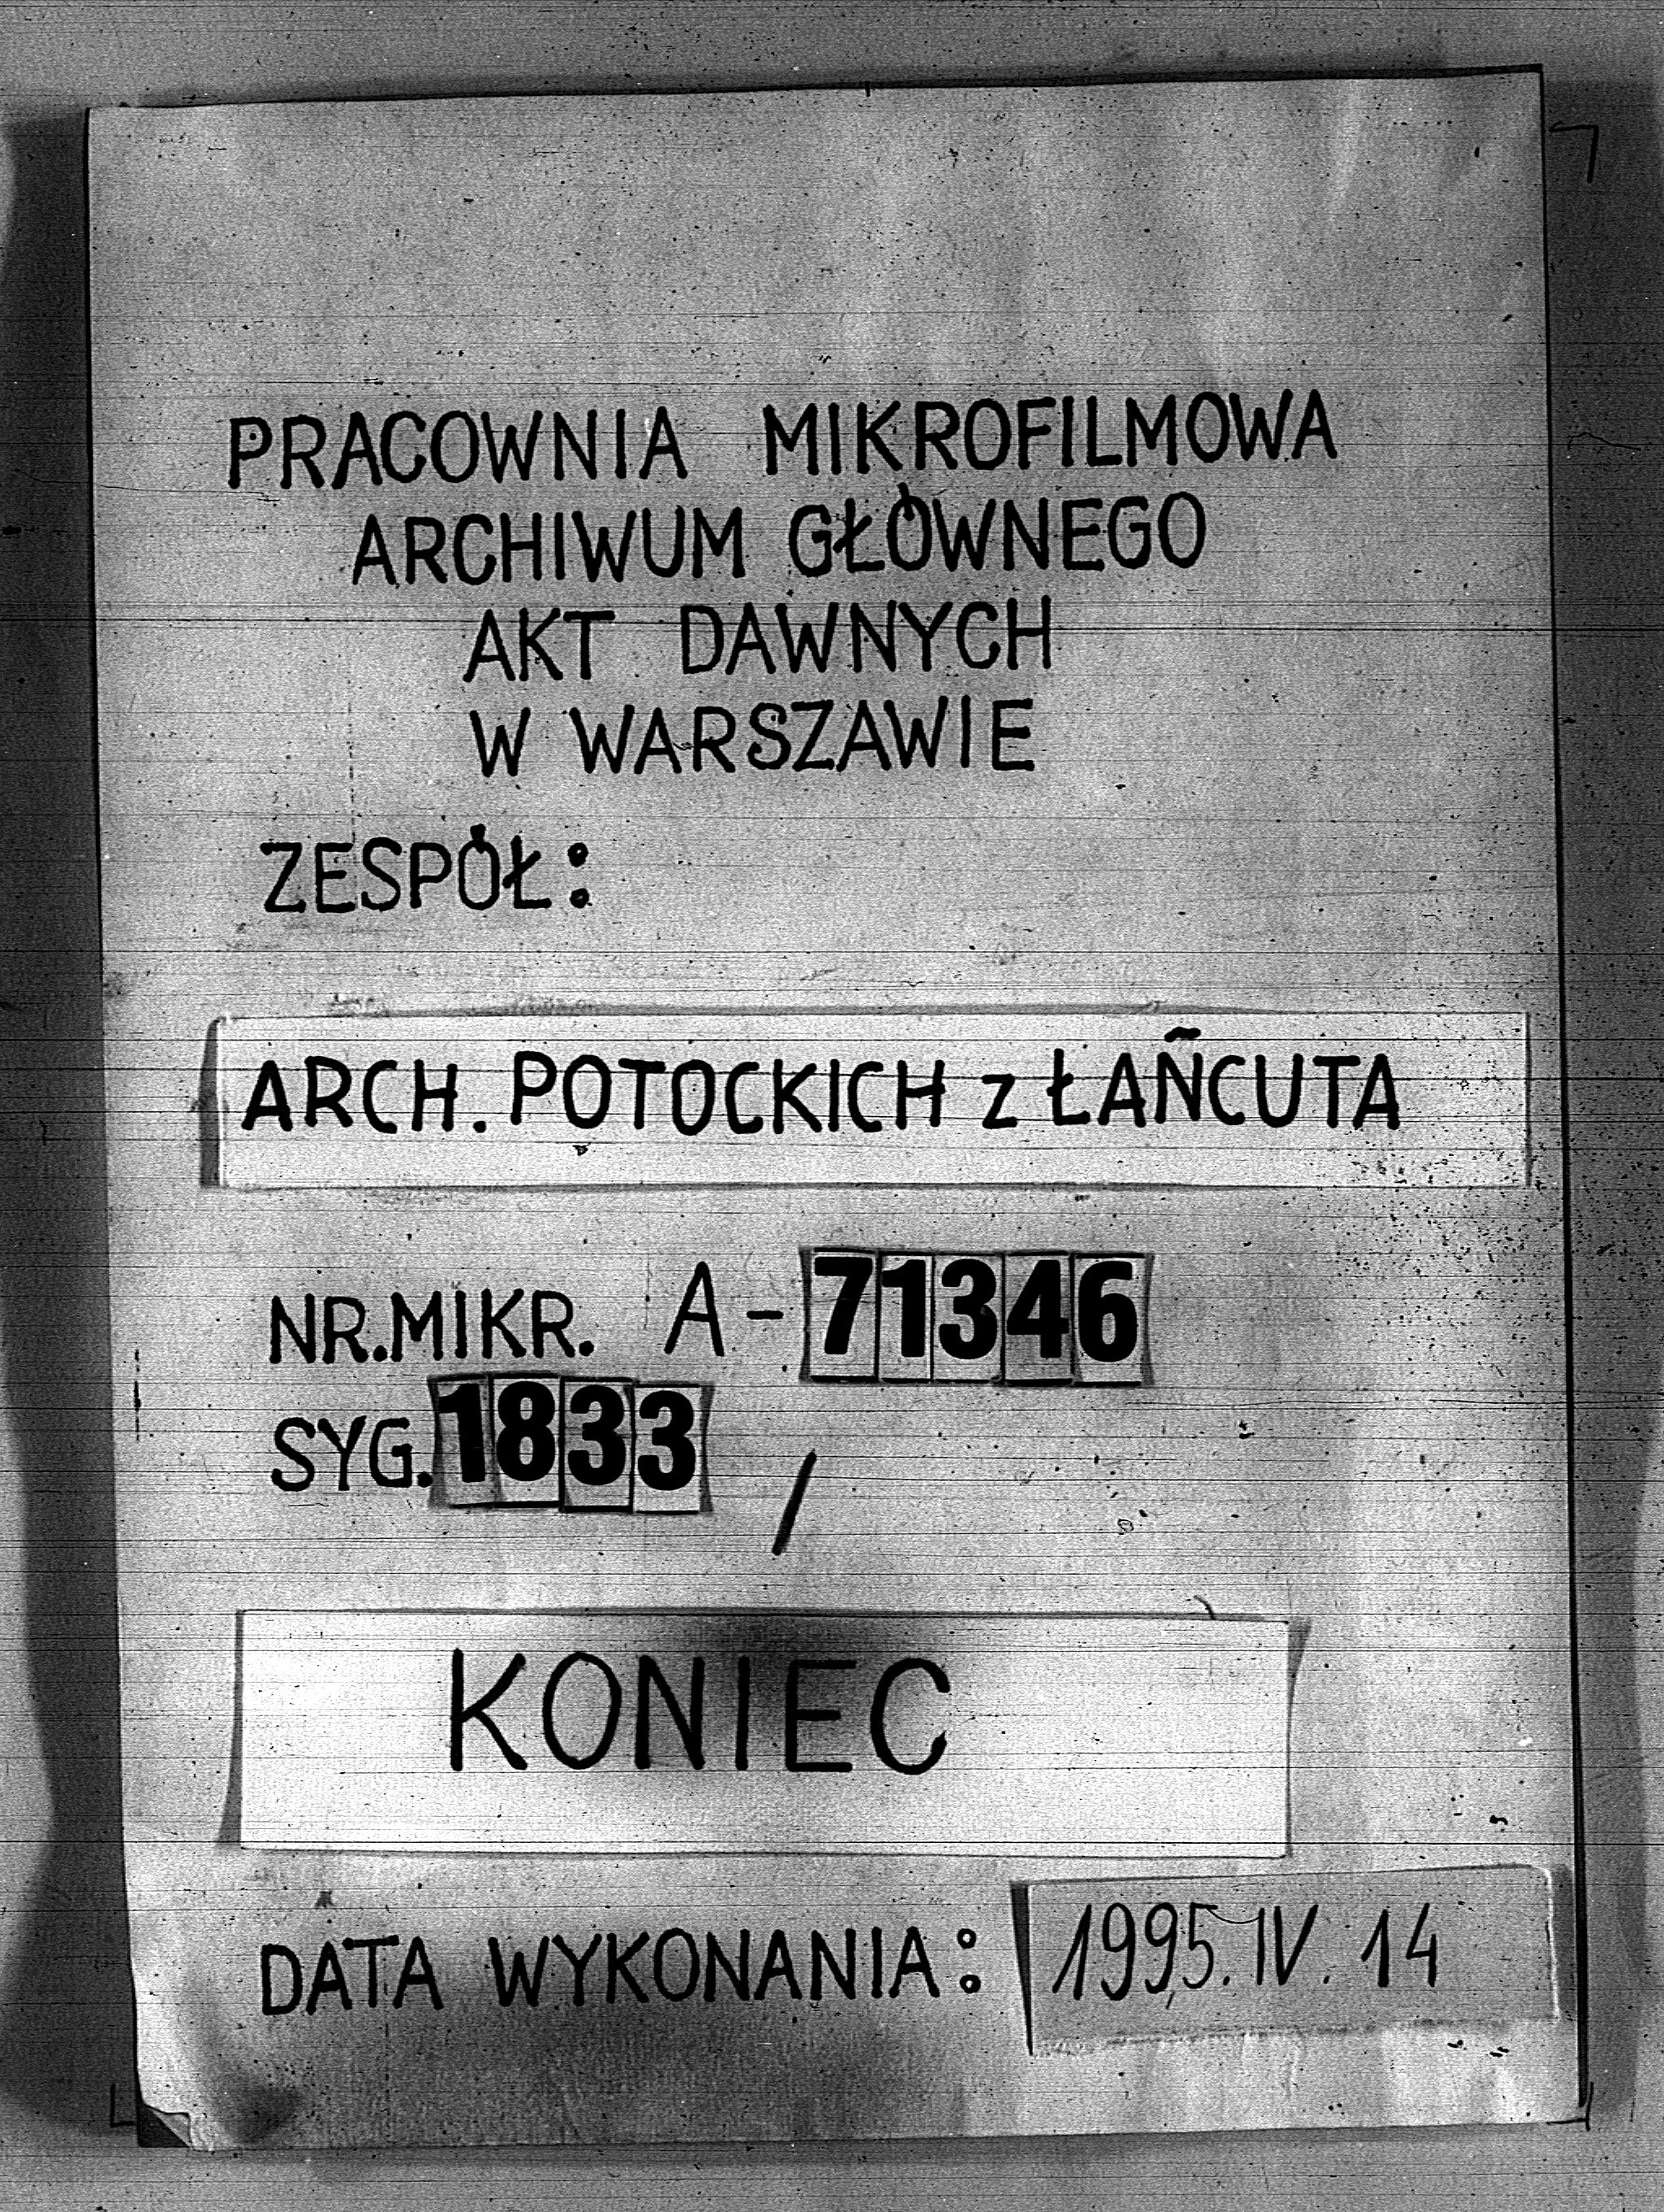 PRACOWNIA MIKROFILMOWA
ARCHIWUM GŁÓWNEGO
AKT DAWNYCH
W WARSZAWIE
ZESPÓŁ:
ARCH. POTOCKICH z ŁAŃCUTA
NR.MIKR. A-71346
SYG. 1833 /
KONIEC
DATA WYKONANIA: 1995.IV.14